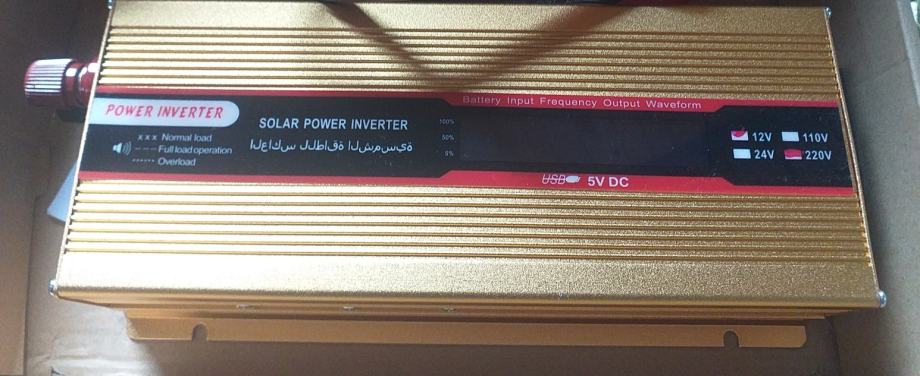 Battery Input Frequency Output Waveform
POWER INVERTER
SOLAR POWER INVERTER
العاكس للطاقة الشمسية
x x x Normal load
--- Full load operation
...... Overload
100%
50%
0%
12V 110V
24V 220V
USB 5V DC